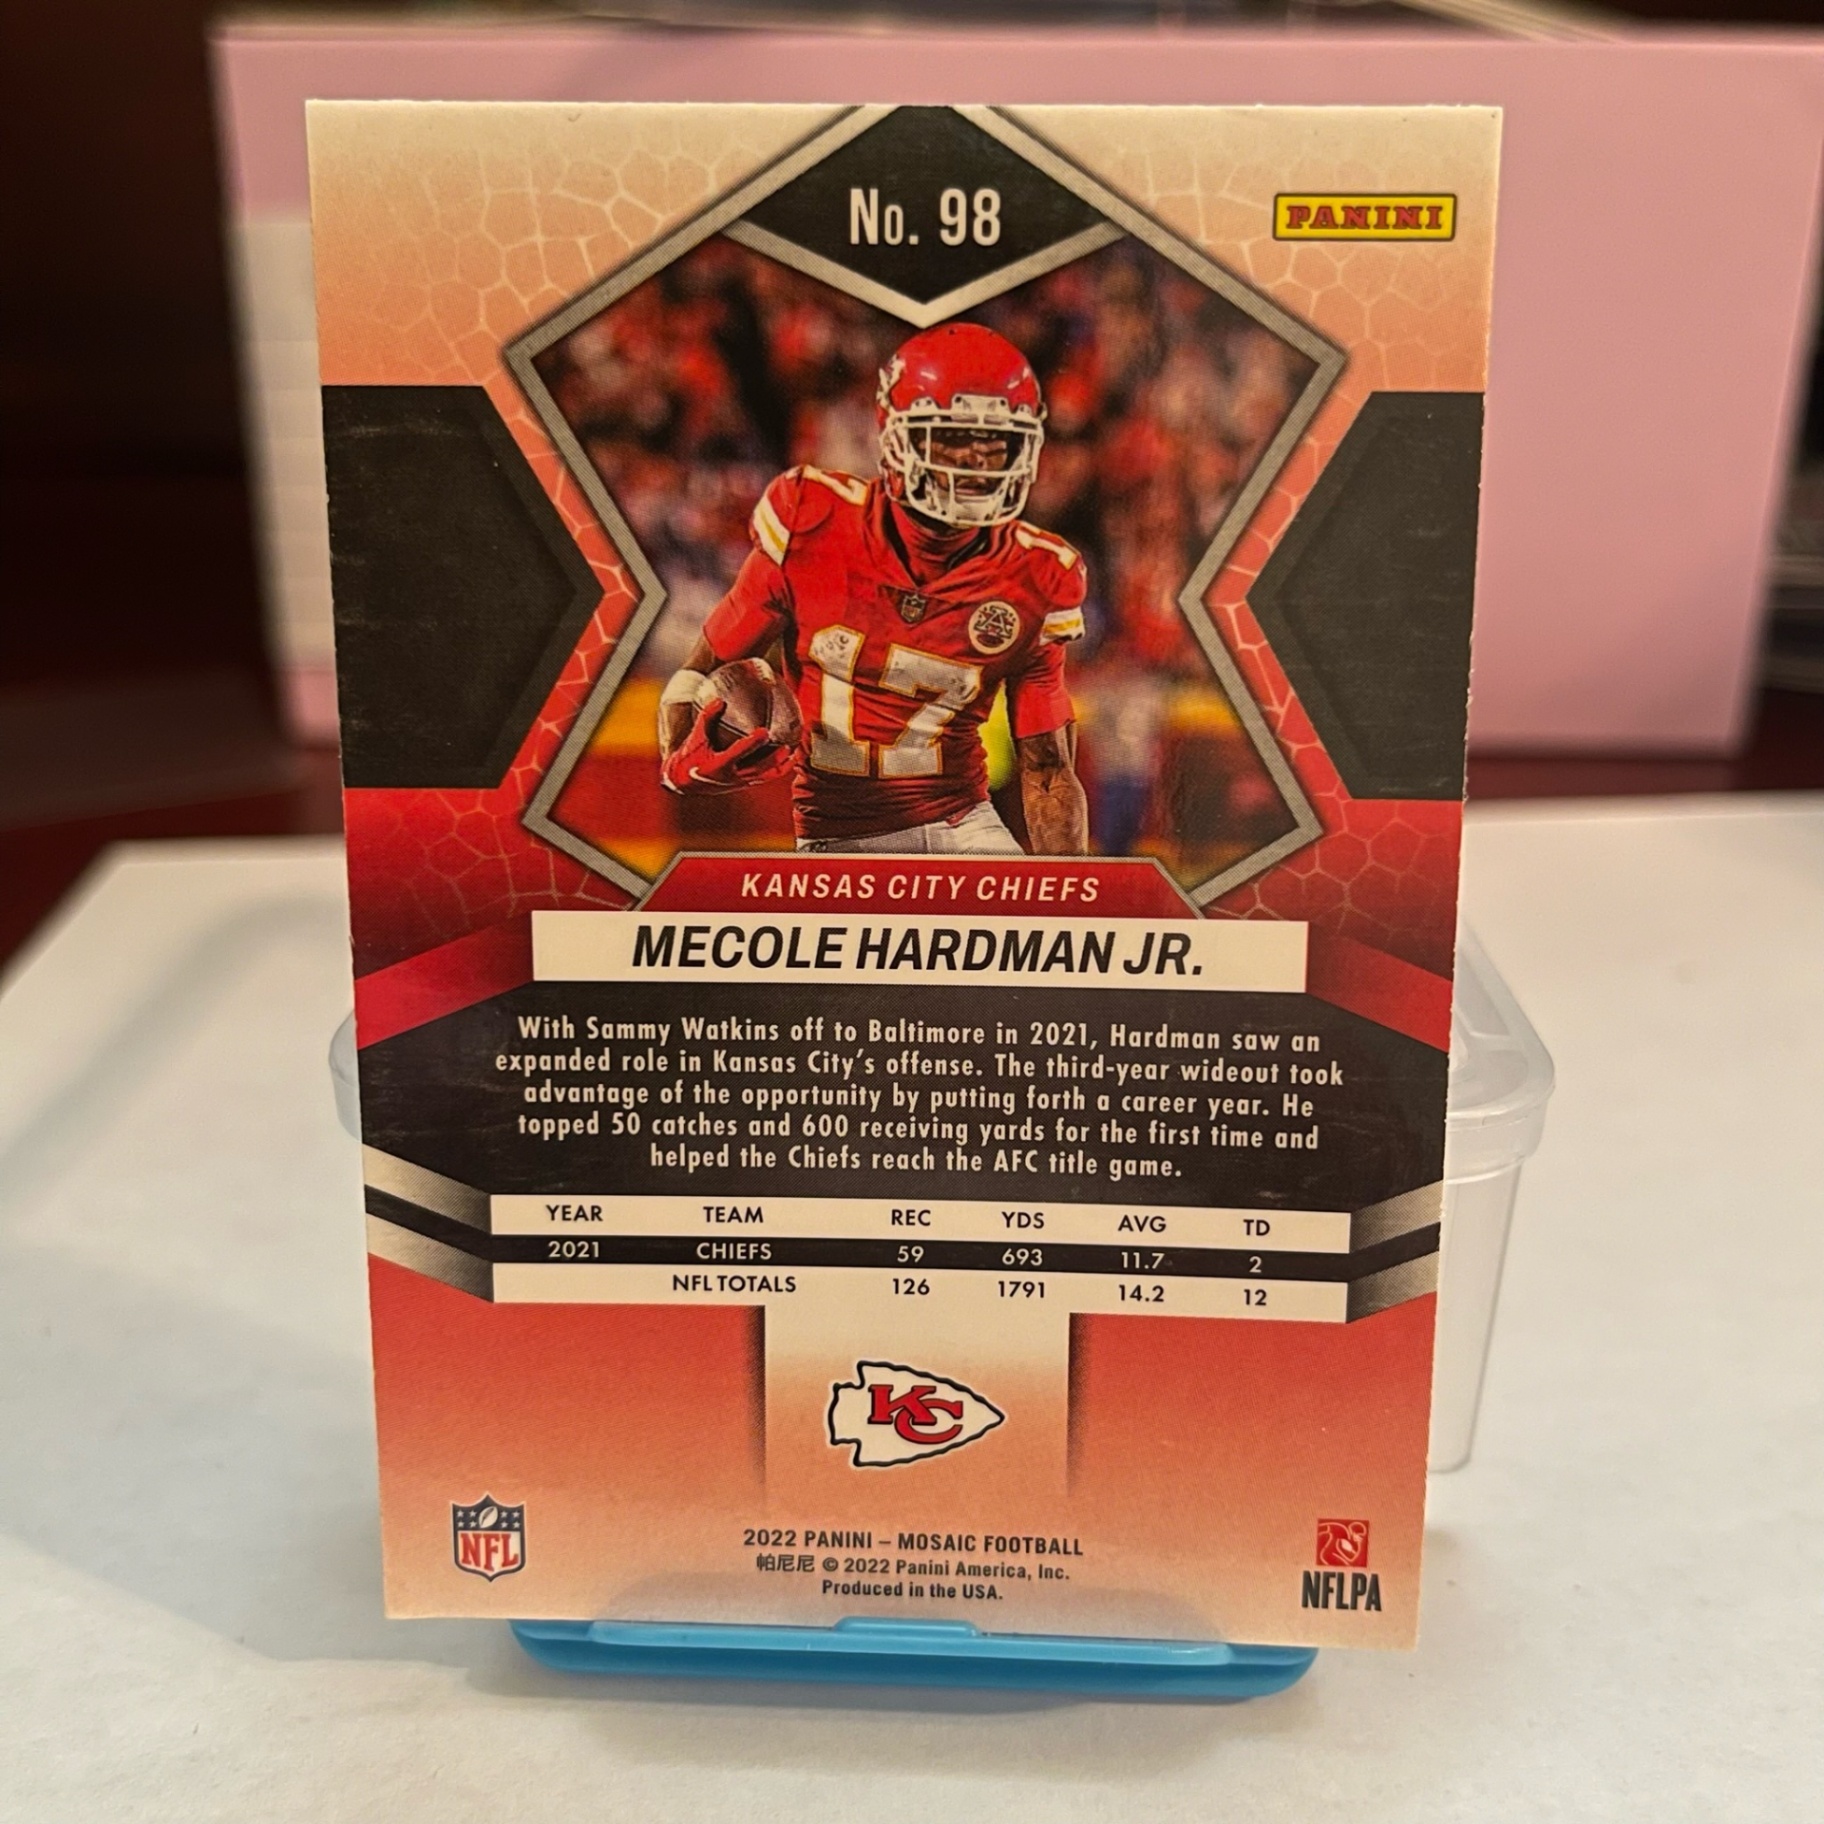 No. 98
PANINI
17
17
17
KANSAS CITY CHIEFS
MECOLE HARDMAN JR.
With Sammy Watkins off to Baltimore in 2021, Hardman saw an
expanded role in Kansas City's offense. The third-year wideout took
advantage of the opportunity by putting forth a career year. He
topped 50 catches and 600 receiving yards for the first time and
helped the Chiefs reach the AFC title game.
YEAR TEAM REC YDS AVG TD
2021 CHIEFS 59 693 11.7 2
NFL TOTALS 126 1791 14.2 12
KC
NFL
2022 PANINI – MOSAIC FOOTBALL
帕尼尼 © 2022 Panini America, Inc.
Produced in the USA.
NFLPA